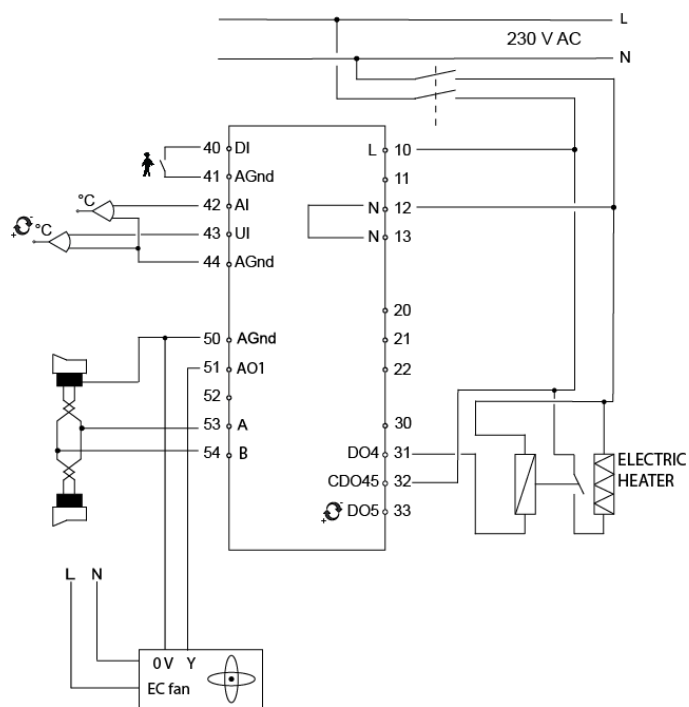 L
230 V AC
N
40 DI
L 10
41 AGnd
11
°C
42 AI
N 12
°C
43 UI
N 13
44 AGnd
20
50 AGnd
21
51 AO1
22
52
53 A
30
54 B
DO4 31
ELECTRIC
HEATER
CDO45 32
DO5 33
L N
0 V Y
EC fan